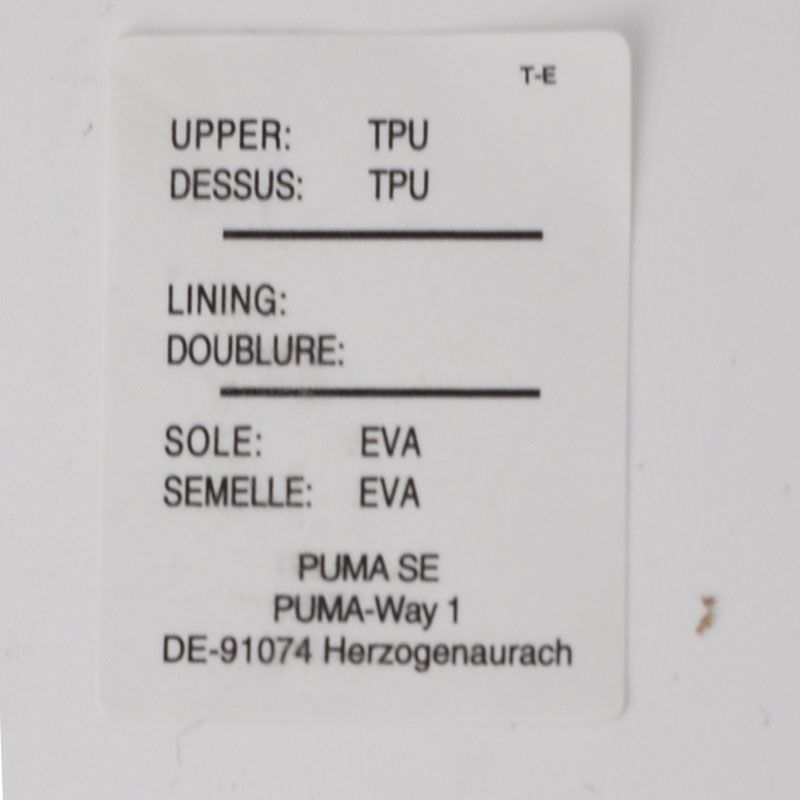 T-E
UPPER: TPU
DESSUS: TPU
LINING:
DOUBLURE:
SOLE: EVA
SEMELLE: EVA
PUMA SE
PUMA-Way 1
DE-91074 Herzogenaurach